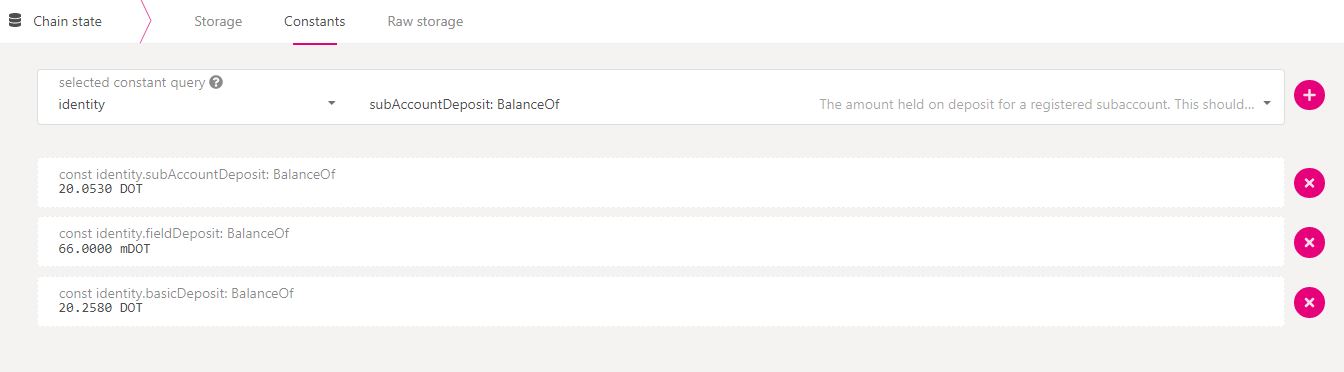 Chain state Storage Constants Raw storage
selected constant query ?
identity subAccountDeposit: BalanceOf The amount held on deposit for a registered subaccount. This should...
const identity.subAccountDeposit: BalanceOf
20.0530 DOT
const identity.fieldDeposit: BalanceOf
66.0000 mDOT
const identity.basicDeposit: BalanceOf
20.2580 DOT